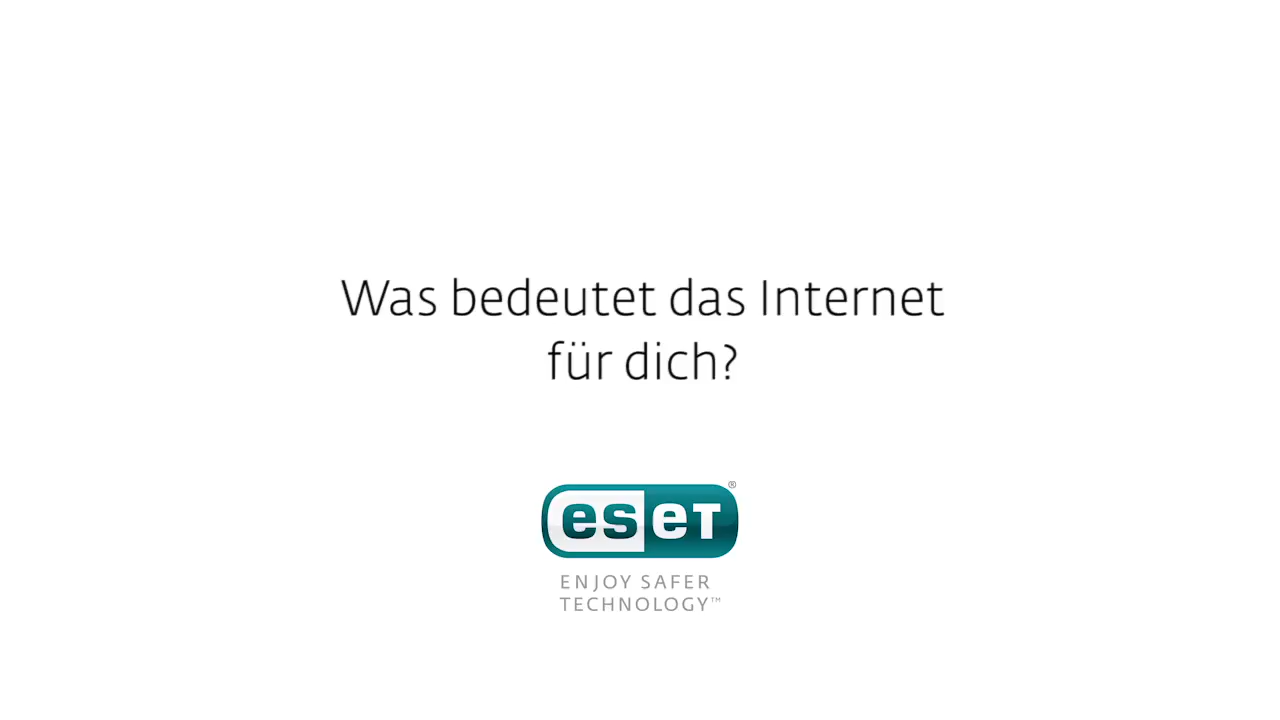 Was bedeutet das Internet
für dich?
eset®
ENJOY SAFER
TECHNOLOGY™